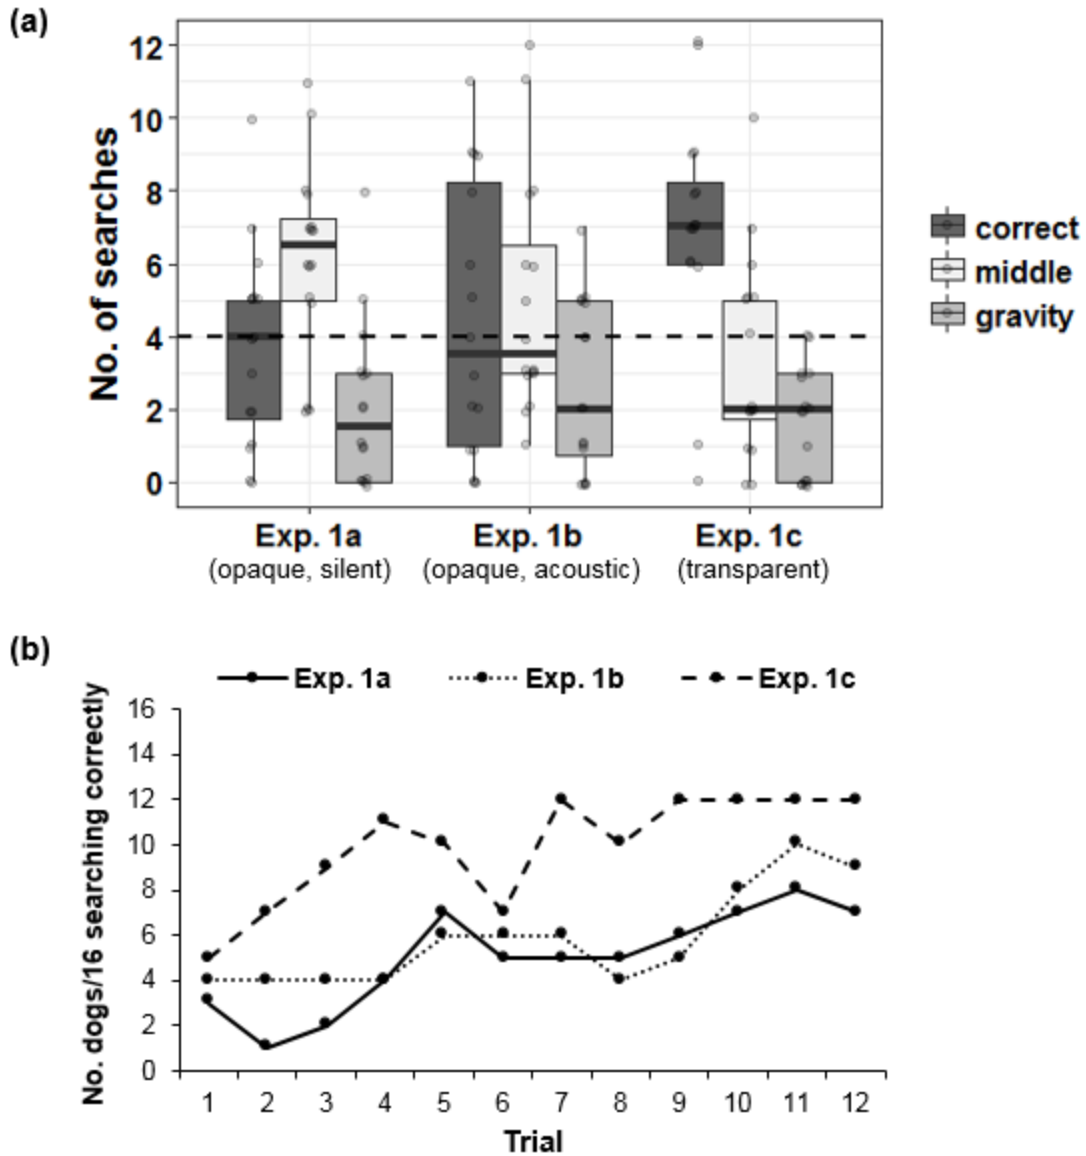 (a)
No. of searches
12
10
8
6
4
2
0
Exp. 1a
(opaque, silent)
Exp. 1b
(opaque, acoustic)
Exp. 1c
(transparent)
correct
middle
gravity
(b)
Exp. 1a
Exp. 1b
Exp. 1c
No. dogs/16 searching correctly
16
14
12
10
8
6
4
2
0
1 2 3 4 5 6 7 8 9 10 11 12
Trial